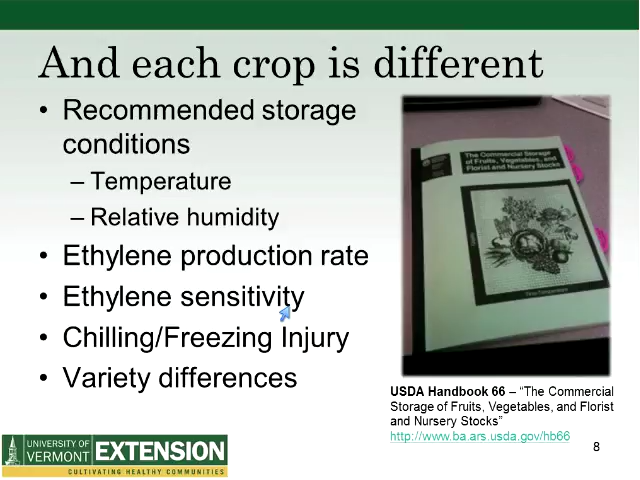 And each crop is different
• Recommended storage
conditions
– Temperature
– Relative humidity
• Ethylene production rate
• Ethylene sensitivity
• Chilling/Freezing Injury
• Variety differences
The Commercial Storage
of Fruits, Vegetables, and
Florist and Nursery Stocks
USDA Handbook 66 – “The Commercial
Storage of Fruits, Vegetables, and Florist
and Nursery Stocks”
http://www.ba.ars.usda.gov/hb66
8
UNIVERSITY OF
VERMONT
EXTENSION
CULTIVATING HEALTHY COMMUNITIES